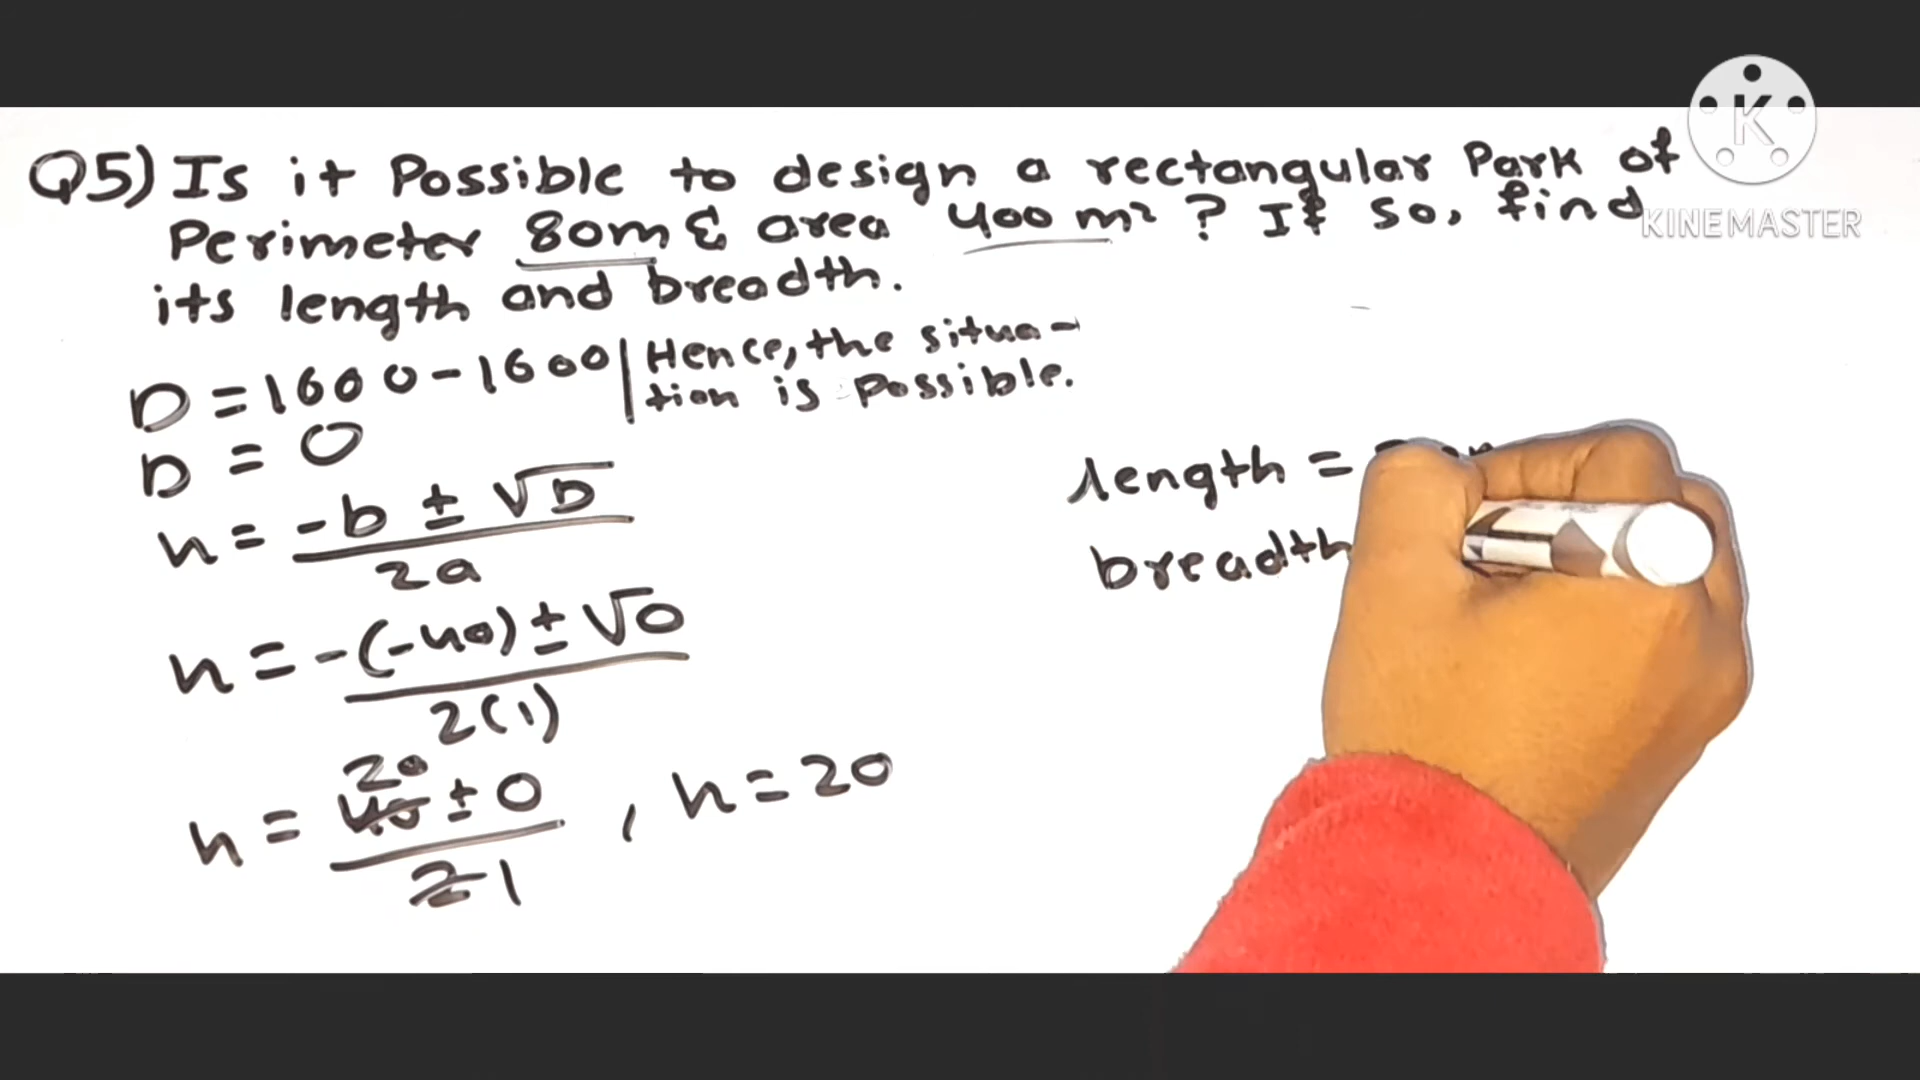 Q5) Is it Possible to design a rectangular Park of
Perimeter 80m & area 400 m² ? If so, find
its length and breadth.
D = 1600 - 1600 | Hence, the situa-
tion is possible.
D = 0
x = -b ± √D / 2a
x = -(-40) ± √0 / 2(1)
x = 20 40 ± 0 / 2 1 , x = 20
length =
breadth
K
KINEMASTER